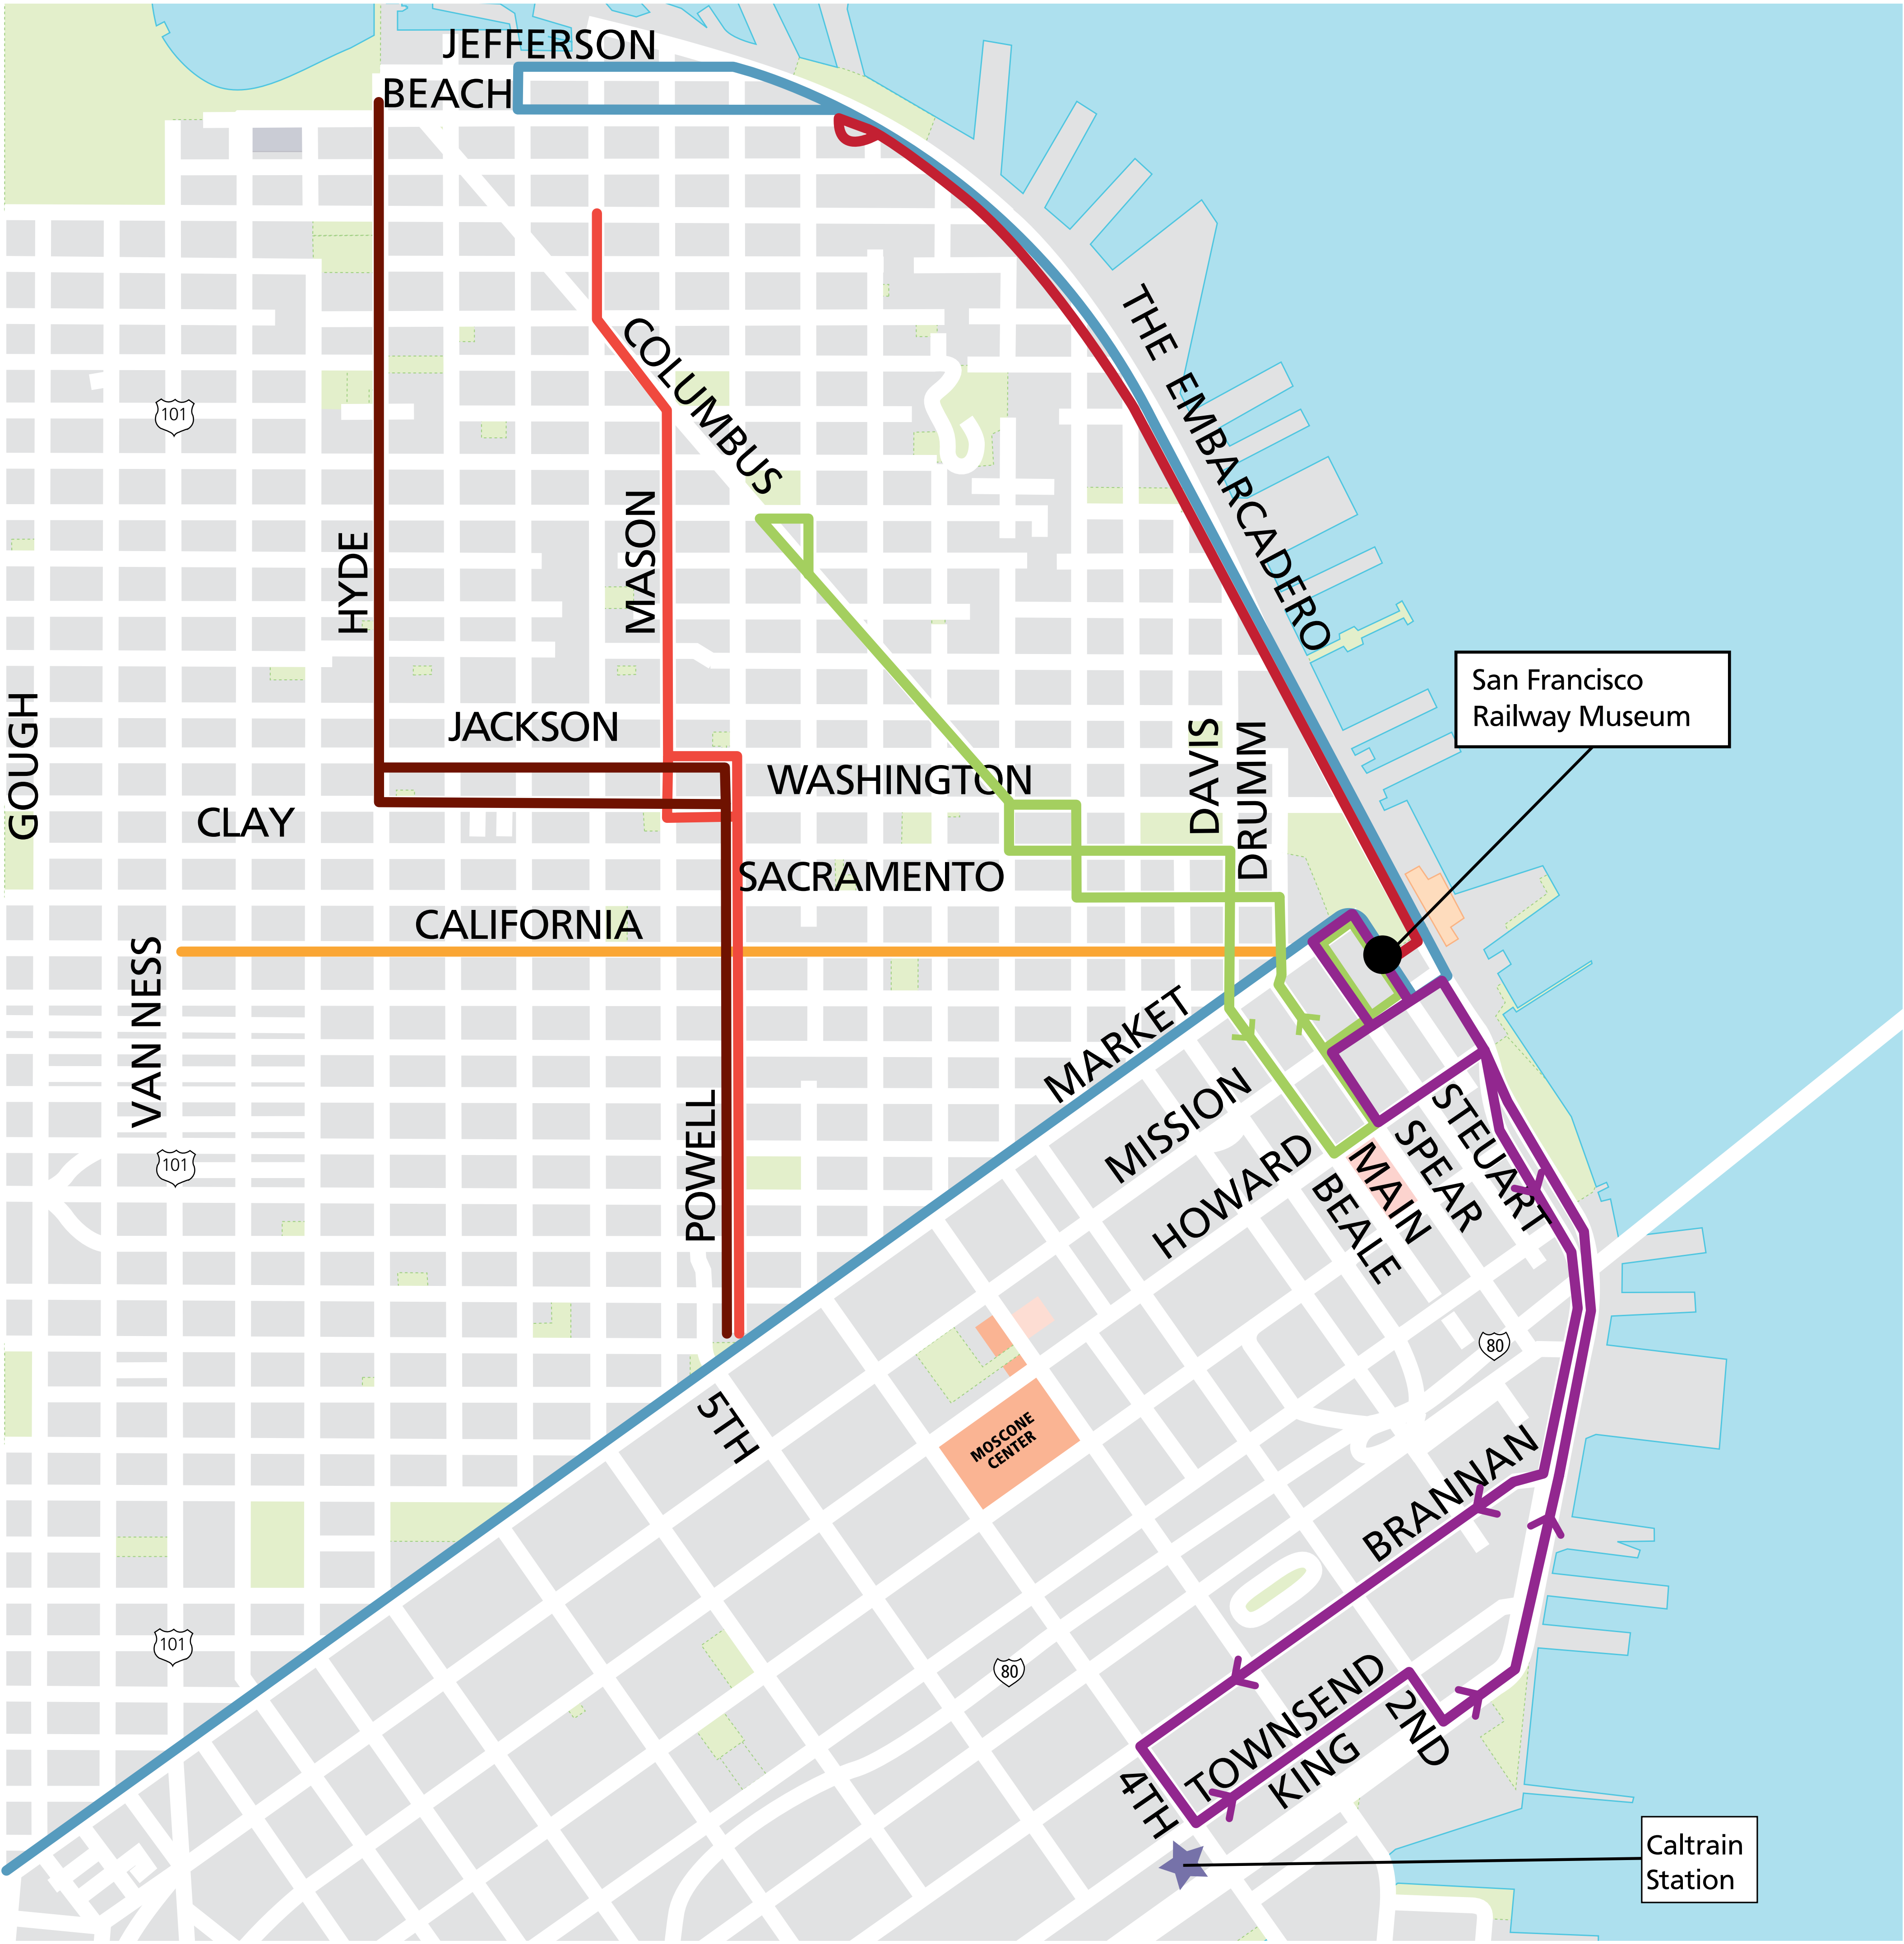 JEFFERSON
BEACH
THE EMBARCADERO
COLUMBUS
101
HYDE
MASON
San Francisco
Railway Museum
GOUGH
JACKSON
DAVIS
DRUMM
WASHINGTON
CLAY
SACRAMENTO
CALIFORNIA
VAN NESS
MARKET
MISSION
POWELL
HOWARD
STEUART
SPEAR
MAIN
BEALE
101
80
5TH
MOSCONE
CENTER
BRANNAN
101
80
TOWNSEND
2ND
KING
4TH
Caltrain
Station